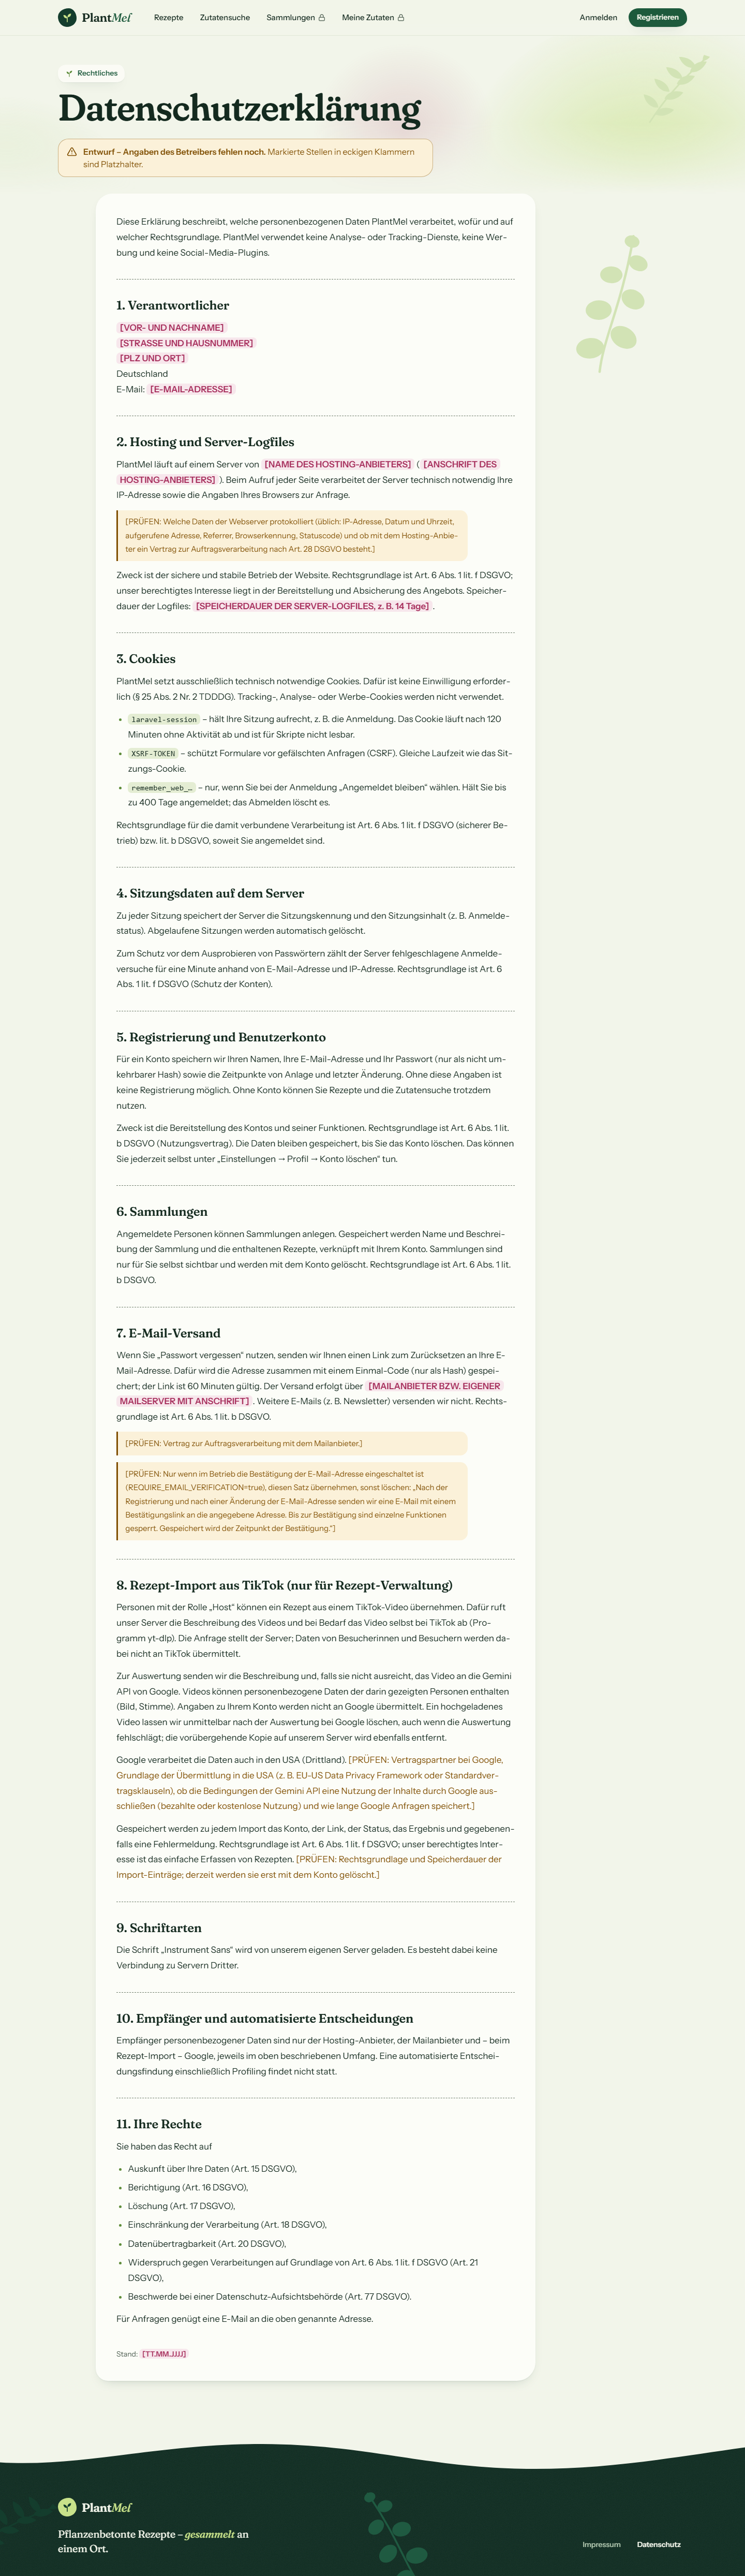 PlantMel Rezepte Zutatensuche Sammlungen Meine Zutaten Anmelden Registrieren
Rechtliches
Datenschutzerklärung
Entwurf – Angaben des Betreibers fehlen noch. Markierte Stellen in eckigen Klammern
sind Platzhalter.
Diese Erklärung beschreibt, welche personenbezogenen Daten PlantMel verarbeitet, wofür und auf
welcher Rechtsgrundlage. PlantMel verwendet keine Analyse- oder Tracking-Dienste, keine Wer-
bung und keine Social-Media-Plugins.
1. Verantwortlicher
[VOR- UND NACHNAME]
[STRASSE UND HAUSNUMMER]
[PLZ UND ORT]
Deutschland
E-Mail: [E-MAIL-ADRESSE]
2. Hosting und Server-Logfiles
PlantMel läuft auf einem Server von [NAME DES HOSTING-ANBIETERS] ( [ANSCHRIFT DES
HOSTING-ANBIETERS] ). Beim Aufruf jeder Seite verarbeitet der Server technisch notwendig Ihre
IP-Adresse sowie die Angaben Ihres Browsers zur Anfrage.
[PRÜFEN: Welche Daten der Webserver protokolliert (üblich: IP-Adresse, Datum und Uhrzeit,
aufgerufene Adresse, Referrer, Browserkennung, Statuscode) und ob mit dem Hosting-Anbie-
ter ein Vertrag zur Auftragsverarbeitung nach Art. 28 DSGVO besteht.]
Zweck ist der sichere und stabile Betrieb der Website. Rechtsgrundlage ist Art. 6 Abs. 1 lit. f DSGVO;
unser berechtigtes Interesse liegt in der Bereitstellung und Absicherung des Angebots. Speicher-
dauer der Logfiles: [SPEICHERDAUER DER SERVER-LOGFILES, z. B. 14 Tage] .
3. Cookies
PlantMel setzt ausschließlich technisch notwendige Cookies. Dafür ist keine Einwilligung erforder-
lich (§ 25 Abs. 2 Nr. 2 TDDDG). Tracking-, Analyse- oder Werbe-Cookies werden nicht verwendet.
• laravel-session – hält Ihre Sitzung aufrecht, z. B. die Anmeldung. Das Cookie läuft nach 120
Minuten ohne Aktivität ab und ist für Skripte nicht lesbar.
• XSRF-TOKEN – schützt Formulare vor gefälschten Anfragen (CSRF). Gleiche Laufzeit wie das Sit-
zungs-Cookie.
• remember_web_… – nur, wenn Sie bei der Anmeldung „Angemeldet bleiben“ wählen. Hält Sie bis
zu 400 Tage angemeldet; das Abmelden löscht es.
Rechtsgrundlage für die damit verbundene Verarbeitung ist Art. 6 Abs. 1 lit. f DSGVO (sicherer Be-
trieb) bzw. lit. b DSGVO, soweit Sie angemeldet sind.
4. Sitzungsdaten auf dem Server
Zu jeder Sitzung speichert der Server die Sitzungskennung und den Sitzungsinhalt (z. B. Anmelde-
status). Abgelaufene Sitzungen werden automatisch gelöscht.
Zum Schutz vor dem Ausprobieren von Passwörtern zählt der Server fehlgeschlagene Anmelde-
versuche für eine Minute anhand von E-Mail-Adresse und IP-Adresse. Rechtsgrundlage ist Art. 6
Abs. 1 lit. f DSGVO (Schutz der Konten).
5. Registrierung und Benutzerkonto
Für ein Konto speichern wir Ihren Namen, Ihre E-Mail-Adresse und Ihr Passwort (nur als nicht um-
kehrbarer Hash) sowie die Zeitpunkte von Anlage und letzter Änderung. Ohne diese Angaben ist
keine Registrierung möglich. Ohne Konto können Sie Rezepte und die Zutatensuche trotzdem
nutzen.
Zweck ist die Bereitstellung des Kontos und seiner Funktionen. Rechtsgrundlage ist Art. 6 Abs. 1 lit.
b DSGVO (Nutzungsvertrag). Die Daten bleiben gespeichert, bis Sie das Konto löschen. Das können
Sie jederzeit selbst unter „Einstellungen → Profil → Konto löschen“ tun.
6. Sammlungen
Angemeldete Personen können Sammlungen anlegen. Gespeichert werden Name und Beschrei-
bung der Sammlung und die enthaltenen Rezepte, verknüpft mit Ihrem Konto. Sammlungen sind
nur für Sie selbst sichtbar und werden mit dem Konto gelöscht. Rechtsgrundlage ist Art. 6 Abs. 1 lit.
b DSGVO.
7. E-Mail-Versand
Wenn Sie „Passwort vergessen“ nutzen, senden wir Ihnen einen Link zum Zurücksetzen an Ihre E-
Mail-Adresse. Dafür wird die Adresse zusammen mit einem Einmal-Code (nur als Hash) gespei-
chert; der Link ist 60 Minuten gültig. Der Versand erfolgt über [MAILANBIETER BZW. EIGENER
MAILSERVER MIT ANSCHRIFT] . Weitere E-Mails (z. B. Newsletter) versenden wir nicht. Rechts-
grundlage ist Art. 6 Abs. 1 lit. b DSGVO.
[PRÜFEN: Vertrag zur Auftragsverarbeitung mit dem Mailanbieter.]
[PRÜFEN: Nur wenn im Betrieb die Bestätigung der E-Mail-Adresse eingeschaltet ist
(REQUIRE_EMAIL_VERIFICATION=true), diesen Satz übernehmen, sonst löschen: „Nach der
Registrierung und nach einer Änderung der E-Mail-Adresse senden wir eine E-Mail mit einem
Bestätigungslink an die angegebene Adresse. Bis zur Bestätigung sind einzelne Funktionen
gesperrt. Gespeichert wird der Zeitpunkt der Bestätigung.“]
8. Rezept-Import aus TikTok (nur für Rezept-Verwaltung)
Personen mit der Rolle „Host“ können ein Rezept aus einem TikTok-Video übernehmen. Dafür ruft
unser Server die Beschreibung des Videos und bei Bedarf das Video selbst bei TikTok ab (Pro-
gramm yt-dlp). Die Anfrage stellt der Server; Daten von Besucherinnen und Besuchern werden da-
bei nicht an TikTok übermittelt.
Zur Auswertung senden wir die Beschreibung und, falls sie nicht ausreicht, das Video an die Gemini
API von Google. Videos können personenbezogene Daten der darin gezeigten Personen enthalten
(Bild, Stimme). Angaben zu Ihrem Konto werden nicht an Google übermittelt. Ein hochgeladenes
Video lassen wir unmittelbar nach der Auswertung bei Google löschen, auch wenn die Auswertung
fehlschlägt; die vorübergehende Kopie auf unserem Server wird ebenfalls entfernt.
Google verarbeitet die Daten auch in den USA (Drittland). [PRÜFEN: Vertragspartner bei Google,
Grundlage der Übermittlung in die USA (z. B. EU-US Data Privacy Framework oder Standardver-
tragsklauseln), ob die Bedingungen der Gemini API eine Nutzung der Inhalte durch Google aus-
schließen (bezahlte oder kostenlose Nutzung) und wie lange Google Anfragen speichert.]
Gespeichert werden zu jedem Import das Konto, der Link, der Status, das Ergebnis und gegebenen-
falls eine Fehlermeldung. Rechtsgrundlage ist Art. 6 Abs. 1 lit. f DSGVO; unser berechtigtes Inter-
esse ist das einfache Erfassen von Rezepten. [PRÜFEN: Rechtsgrundlage und Speicherdauer der
Import-Einträge; derzeit werden sie erst mit dem Konto gelöscht.]
9. Schriftarten
Die Schrift „Instrument Sans“ wird von unserem eigenen Server geladen. Es besteht dabei keine
Verbindung zu Servern Dritter.
10. Empfänger und automatisierte Entscheidungen
Empfänger personenbezogener Daten sind nur der Hosting-Anbieter, der Mailanbieter und – beim
Rezept-Import – Google, jeweils im oben beschriebenen Umfang. Eine automatisierte Entschei-
dungsfindung einschließlich Profiling findet nicht statt.
11. Ihre Rechte
Sie haben das Recht auf
• Auskunft über Ihre Daten (Art. 15 DSGVO),
• Berichtigung (Art. 16 DSGVO),
• Löschung (Art. 17 DSGVO),
• Einschränkung der Verarbeitung (Art. 18 DSGVO),
• Datenübertragbarkeit (Art. 20 DSGVO),
• Widerspruch gegen Verarbeitungen auf Grundlage von Art. 6 Abs. 1 lit. f DSGVO (Art. 21
DSGVO),
• Beschwerde bei einer Datenschutz-Aufsichtsbehörde (Art. 77 DSGVO).
Für Anfragen genügt eine E-Mail an die oben genannte Adresse.
Stand: [TT.MM.JJJJ]
PlantMel
Pflanzenbetonte Rezepte – gesammelt an
einem Ort.
Impressum Datenschutz